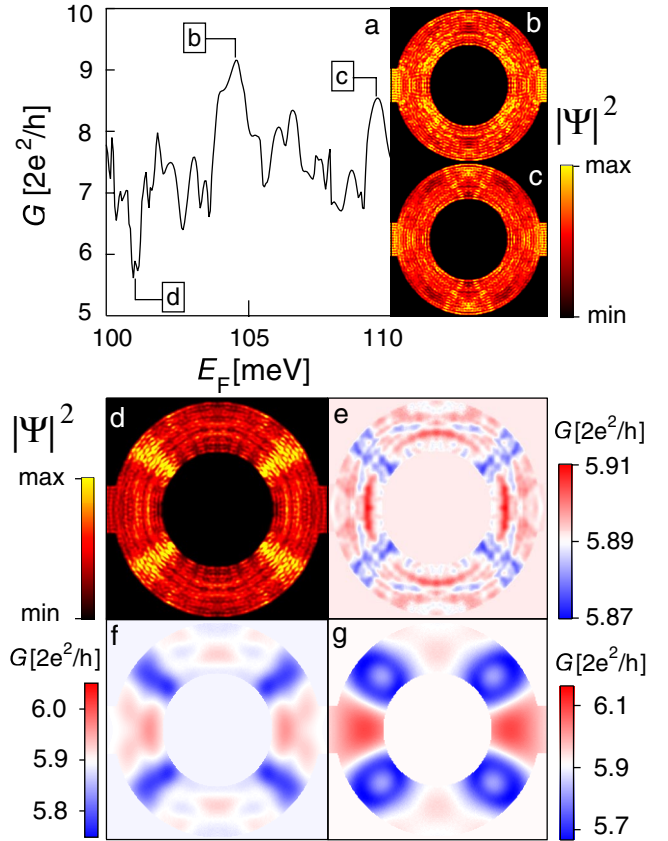 10
9
8
7
6
5
G [2e²/h]
a
b
c
d
100
105
110
E_F [meV]
b
c
|Ψ|²
max
min
|Ψ|²
max
min
d
e
G [2e²/h]
5.91
5.89
5.87
f
G [2e²/h]
6.0
5.9
5.8
g
G [2e²/h]
6.1
5.9
5.7